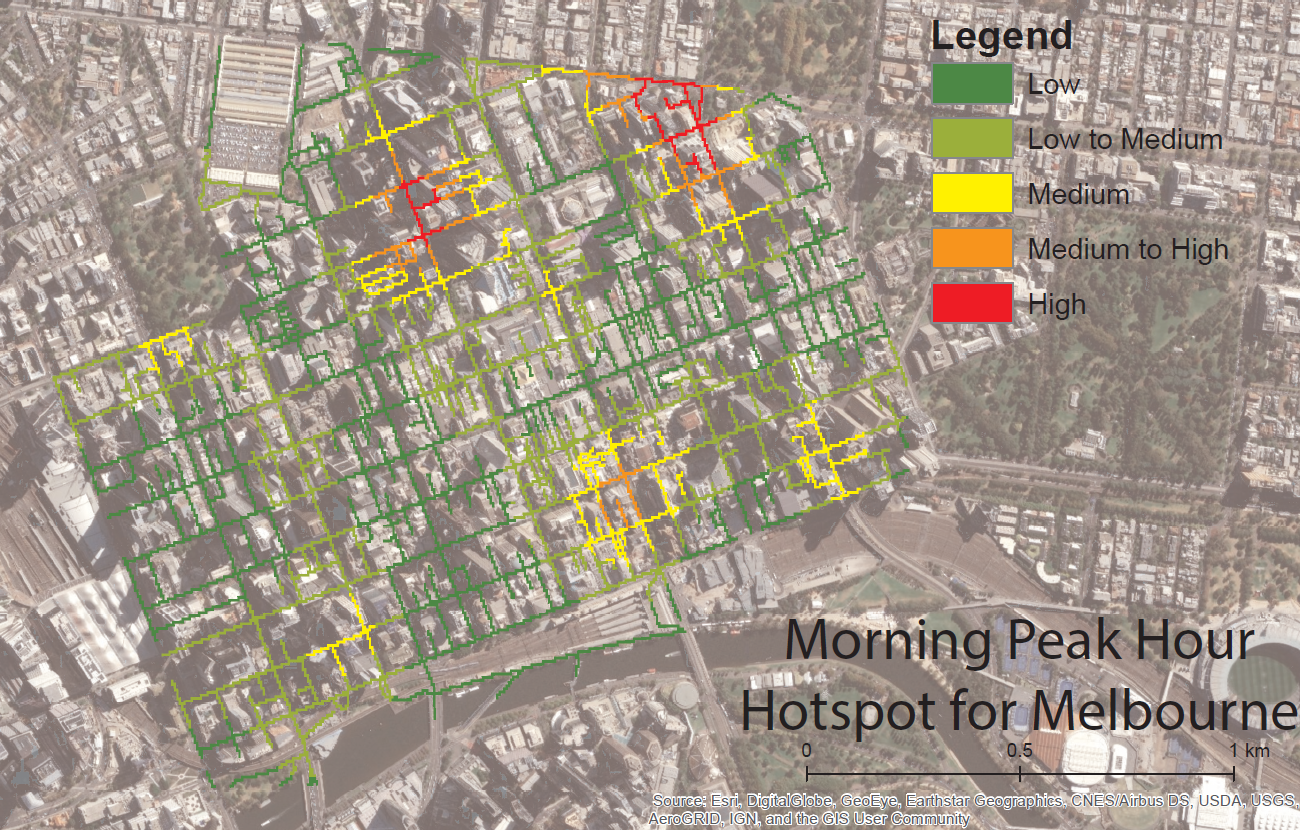 Legend
Low
Low to Medium
Medium
Medium to High
High
Morning Peak Hour
Hotspot for Melbourne
0 0.5 1 km
Source: Esri, DigitalGlobe, GeoEye, Earthstar Geographics, CNES/Airbus DS, USDA, USGS,
AeroGRID, IGN, and the GIS User Community